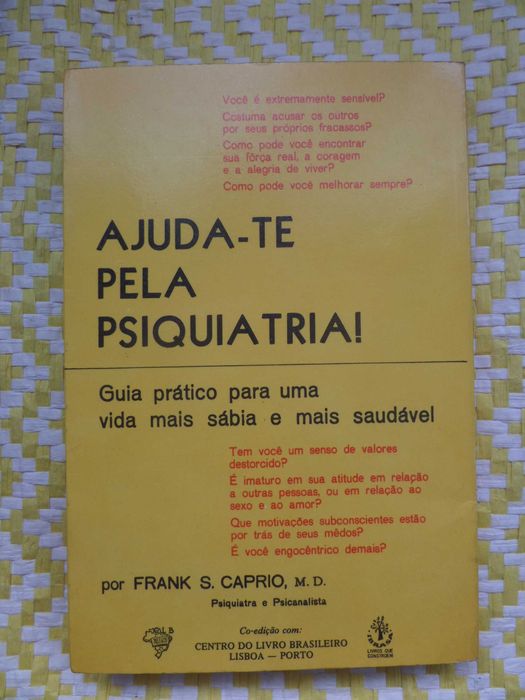 Você é extremamente sensível?
Costuma acusar os outros
por seus próprios fracassos?
Como pode você encontrar
sua fôrça real, a coragem
e a alegria de viver?
Como pode você melhorar sempre?
AJUDA-TE
PELA
PSIQUIATRIA!
Guia prático para uma
vida mais sábia e mais saudável
Tem você um senso de valores
destorcido?
É imaturo em sua atitude em relação
a outras pessoas, ou em relação ao
sexo e ao amor?
Que motivações subconscientes estão
por trás de seus mêdos?
É você engocêntrico demais?
por FRANK S. CAPRIO, M. D.
Psiquiatra e Psicanalista
Co-edição com:
CENTRO DO LIVRO BRASILEIRO
LISBOA — PORTO
IBRASA
LIVROS QUE
CONSTROEM